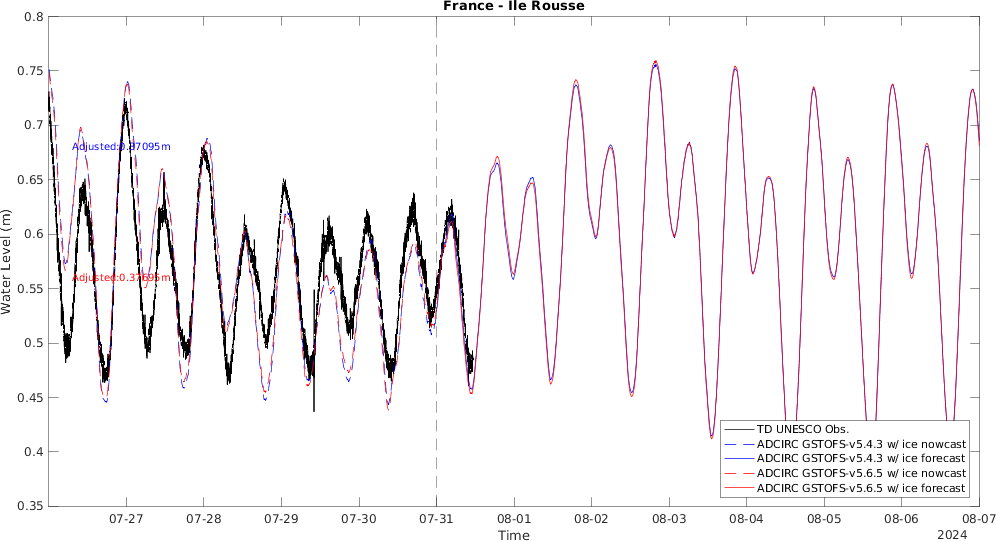 France - Ile Rousse
Water Level (m)
0.8
0.75
0.7
0.65
0.6
0.55
0.5
0.45
0.4
0.35
Adjusted:0.37095m
Adjusted:0.37695m
TD UNESCO Obs.
ADCIRC GSTOFS-v5.4.3 w/ ice nowcast
ADCIRC GSTOFS-v5.4.3 w/ ice forecast
ADCIRC GSTOFS-v5.6.5 w/ ice nowcast
ADCIRC GSTOFS-v5.6.5 w/ ice forecast
07-27 07-28 07-29 07-30 07-31 08-01 08-02 08-03 08-04 08-05 08-06 08-07
Time
2024